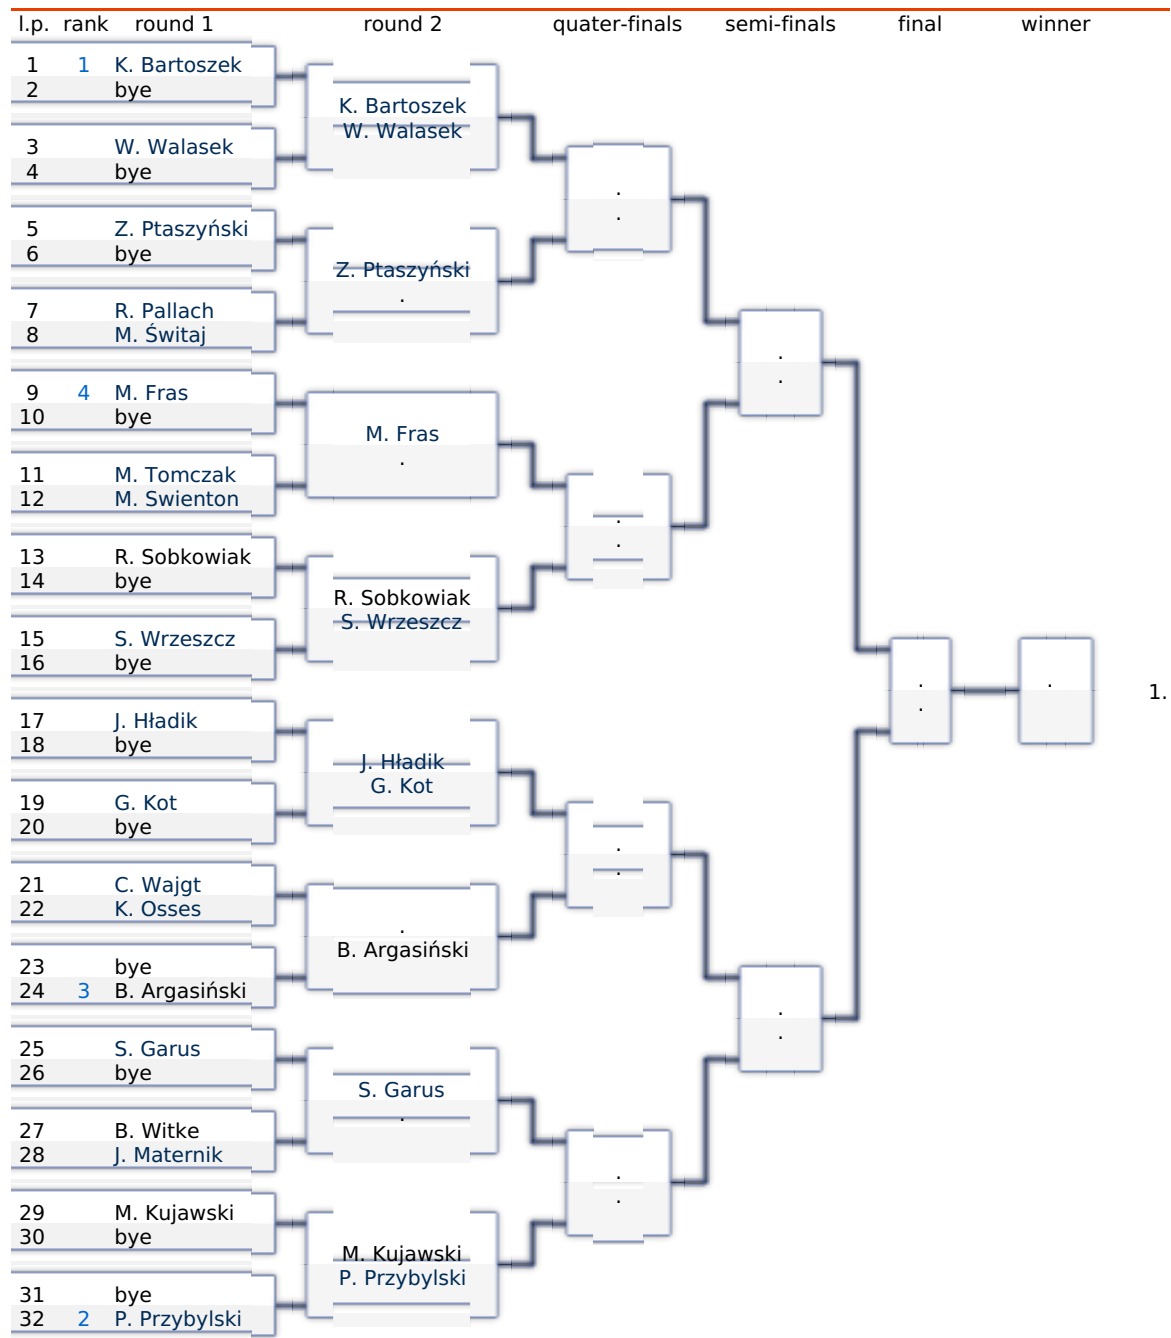 l.p. rank round 1 round 2 quater-finals semi-finals final winner
1 1 K. Bartoszek
2 bye
K. Bartoszek
W. Walasek
3 W. Walasek
4 bye
.
.
5 Z. Ptaszyński
6 bye
Z. Ptaszyński
.
7 R. Pallach
8 M. Świtaj
.
.
9 4 M. Fras
10 bye
M. Fras
.
11 M. Tomczak
12 M. Swienton
.
.
13 R. Sobkowiak
14 bye
R. Sobkowiak
S. Wrzeszcz
15 S. Wrzeszcz
16 bye
.
.
. 1.
17 J. Hładik
18 bye
J. Hładik
G. Kot
19 G. Kot
20 bye
.
.
21 C. Wajgt
22 K. Osses
.
B. Argasiński
23 bye
24 3 B. Argasiński
.
.
25 S. Garus
26 bye
S. Garus
.
27 B. Witke
28 J. Maternik
.
.
29 M. Kujawski
30 bye
M. Kujawski
P. Przybylski
31 bye
32 2 P. Przybylski